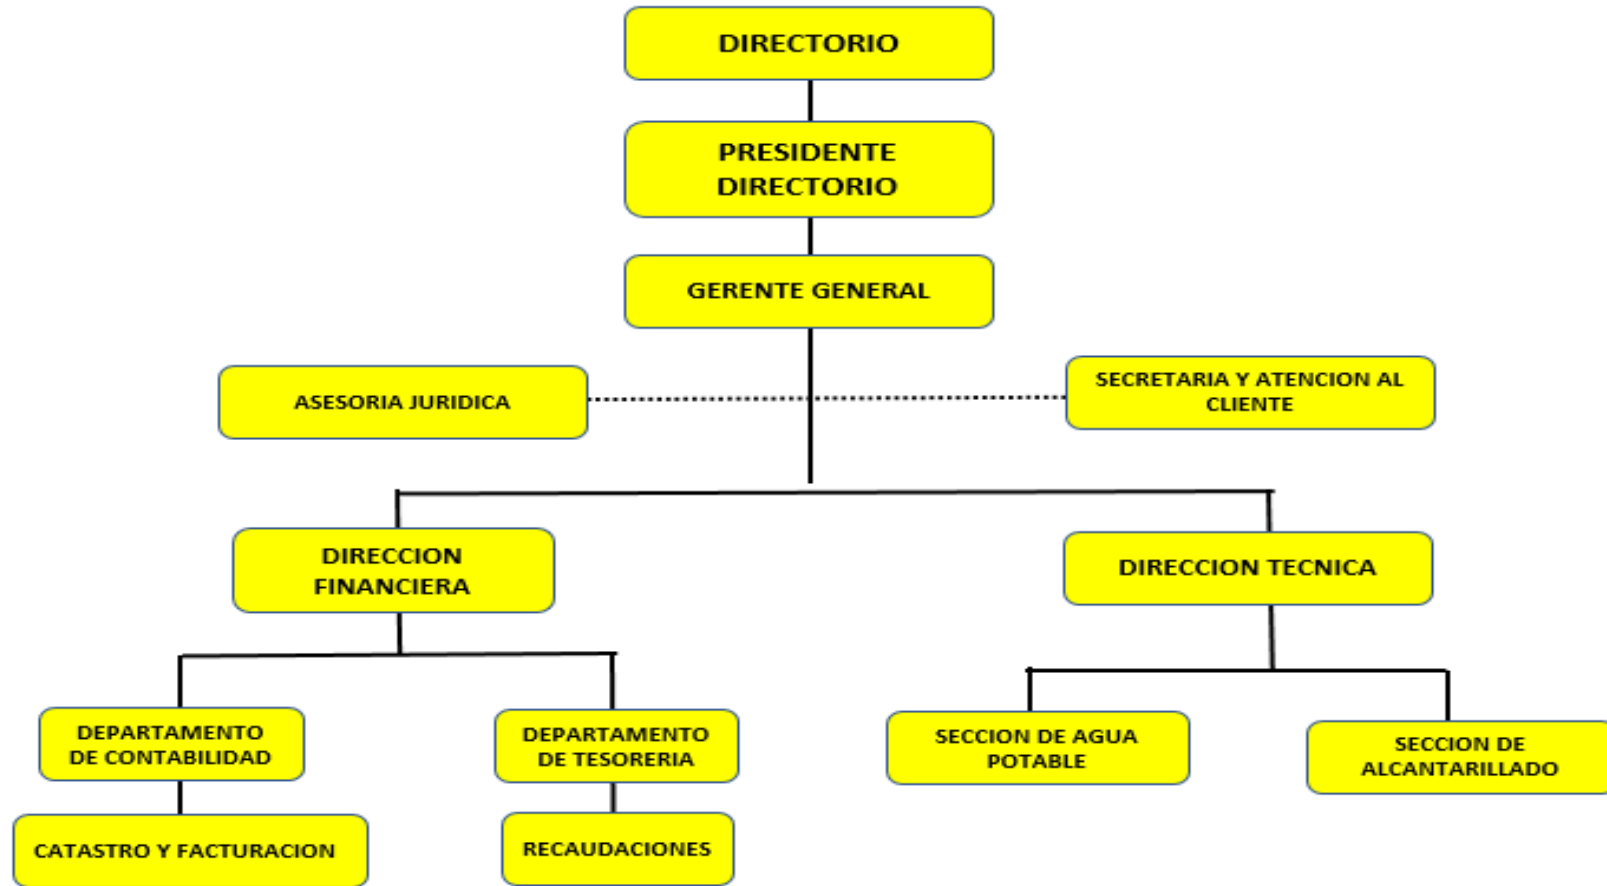 DIRECTORIO
PRESIDENTE
DIRECTORIO
GERENTE GENERAL
ASESORIA JURIDICA
SECRETARIA Y ATENCION AL
CLIENTE
DIRECCION
FINANCIERA
DIRECCION TECNICA
DEPARTAMENTO
DE CONTABILIDAD
DEPARTAMENTO
DE TESORERIA
SECCION DE AGUA
POTABLE
SECCION DE
ALCANTARILLADO
CATASTRO Y FACTURACION
RECAUDACIONES